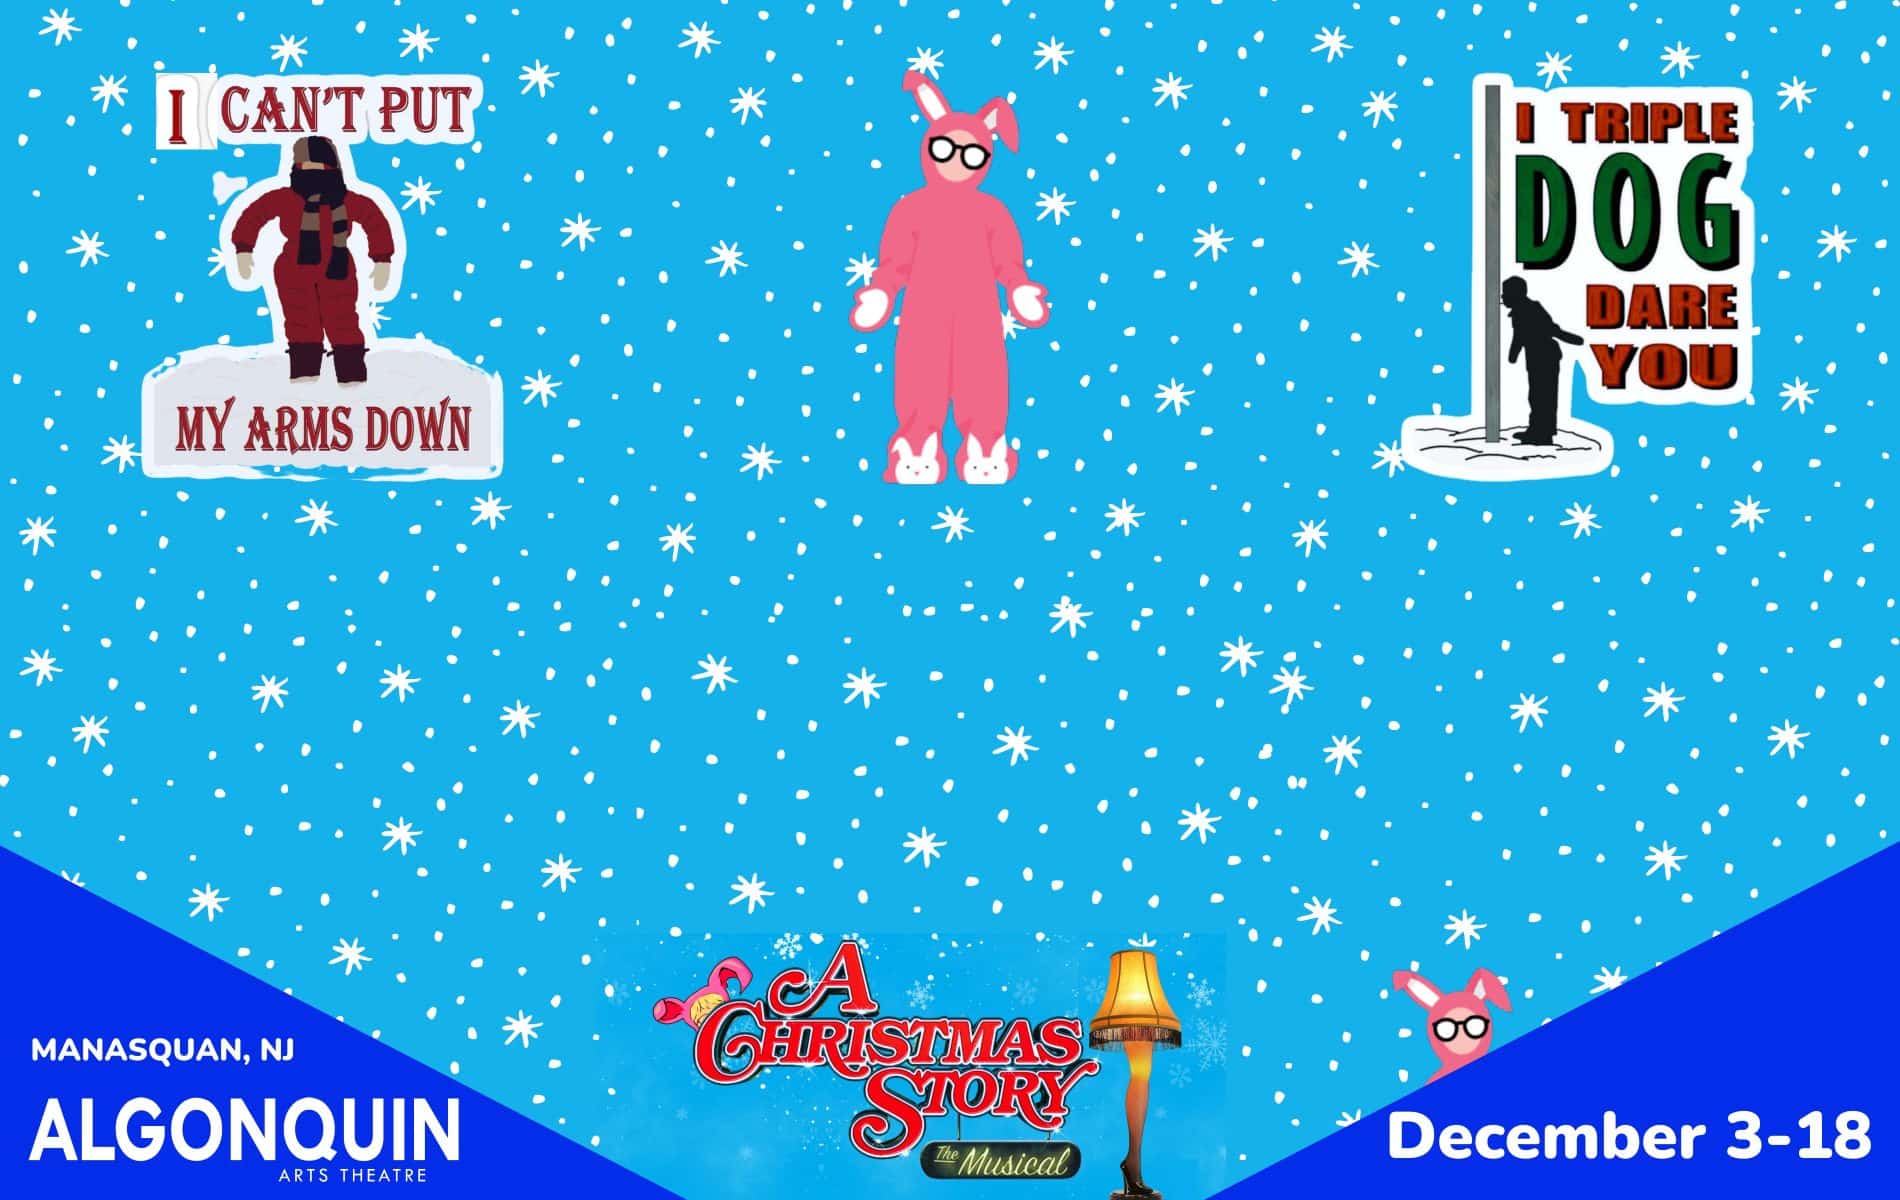 I CAN'T PUT
MY ARMS DOWN
I TRIPLE
DOG
DARE
YOU
A
CHRISTMAS
STORY
The Musical
MANASQUAN, NJ
ALGONQUIN
ARTS THEATRE
December 3-18